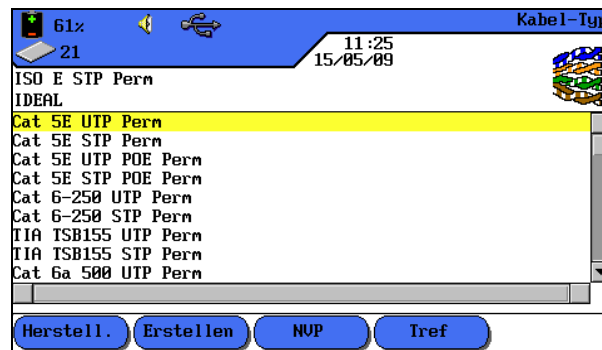 61% Kabel-Typ
21 11:25
15/05/09
ISO E STP Perm
IDEAL
Cat 5E UTP Perm
Cat 5E STP Perm
Cat 5E UTP POE Perm
Cat 5E STP POE Perm
Cat 6-250 UTP Perm
Cat 6-250 STP Perm
TIA TSB155 UTP Perm
TIA TSB155 STP Perm
Cat 6a 500 UTP Perm
Herstell. Erstellen NVP Tref